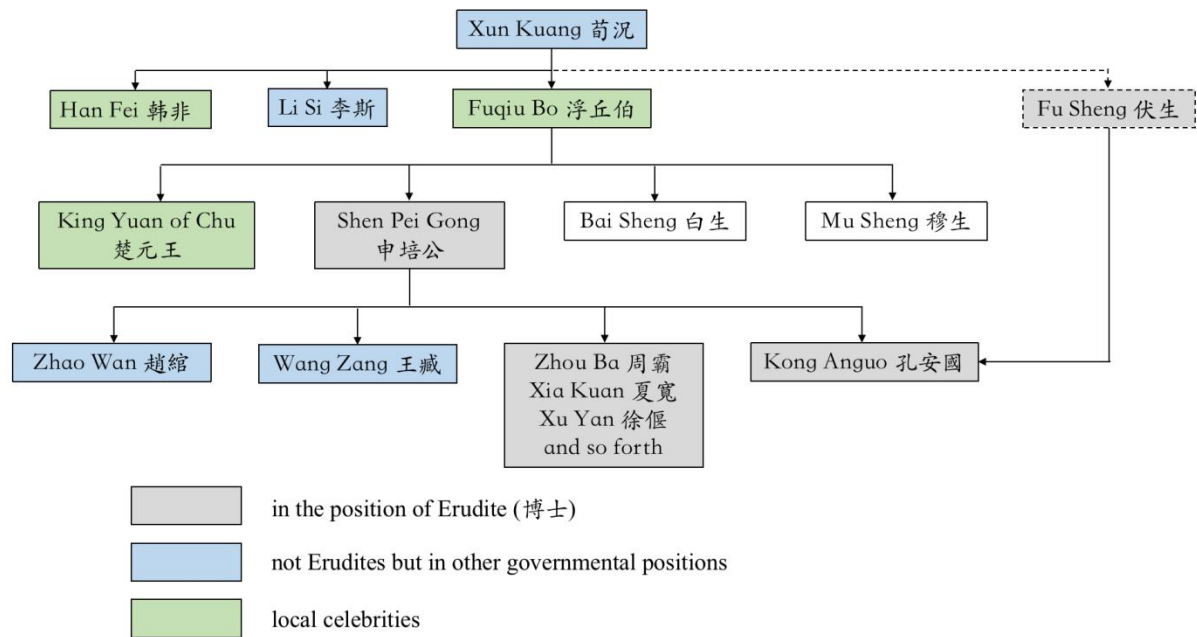 Xun Kuang 荀況
Han Fei 韩非
Li Si 李斯
Fuqiu Bo 浮丘伯
Fu Sheng 伏生
King Yuan of Chu
楚元王
Shen Pei Gong
申培公
Bai Sheng 白生
Mu Sheng 穆生
Zhao Wan 趙綰
Wang Zang 王臧
Zhou Ba 周霸
Xia Kuan 夏寬
Xu Yan 徐偃
and so forth
Kong Anguo 孔安國
in the position of Erudite (博士)
not Erudites but in other governmental positions
local celebrities